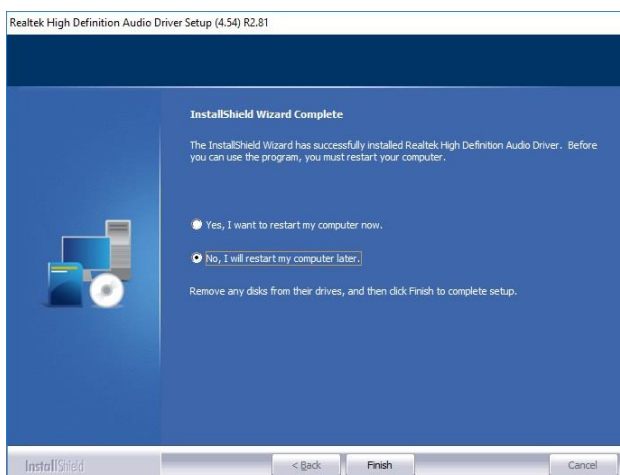 Realtek High Definition Audio Driver Setup (4.54) R2.81
InstallShield Wizard Complete
The InstallShield Wizard has successfully installed Realtek High Definition Audio Driver. Before
you can use the program, you must restart your computer.
Yes, I want to restart my computer now.
No, I will restart my computer later.
Remove any disks from their drives, and then click Finish to complete setup.
InstallShield
< Back
Finish
Cancel